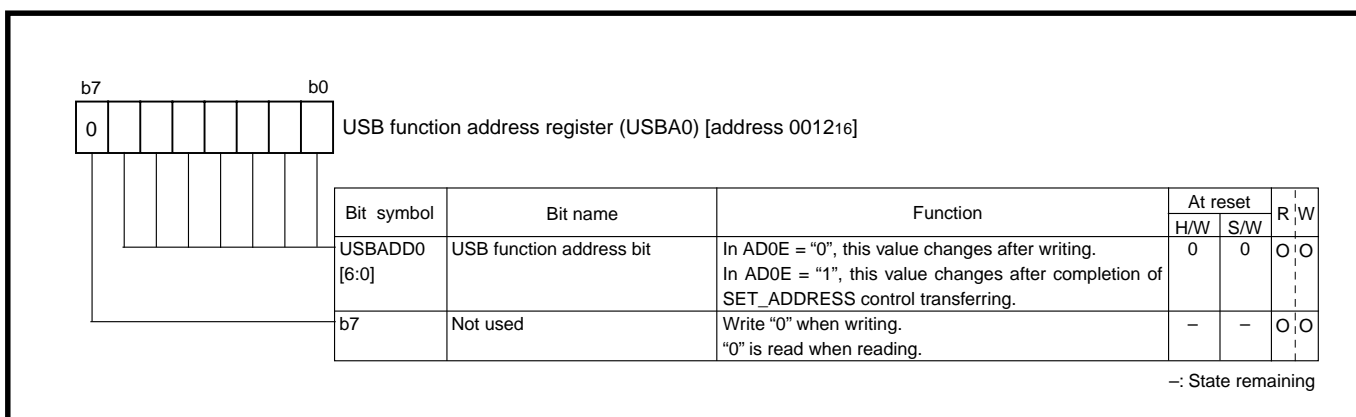 b7 b0
0 USB function address register (USBA0) [address 001216]
Bit symbol Bit name Function At reset R W
H/W S/W
USBADD0 USB function address bit In AD0E = “0”, this value changes after writing. 0 0 O O
[6:0] In AD0E = “1”, this value changes after completion of
SET_ADDRESS control transferring.
b7 Not used Write “0” when writing. – – O O
“0” is read when reading.
–: State remaining